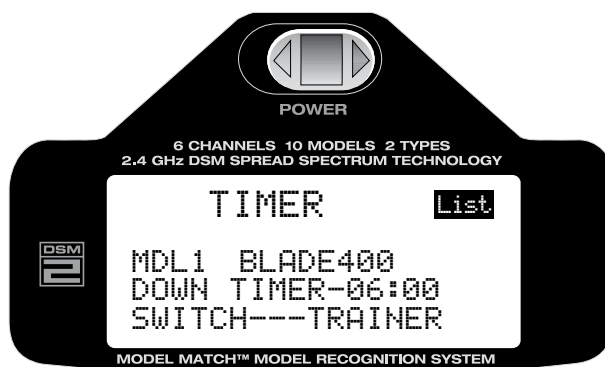 POWER
6 CHANNELS 10 MODELS 2 TYPES
2.4 GHz DSM SPREAD SPECTRUM TECHNOLOGY
TIMER List
DSM
2
MDL1 BLADE400
DOWN TIMER-06:00
SWITCH---TRAINER
MODEL MATCH™ MODEL RECOGNITION SYSTEM